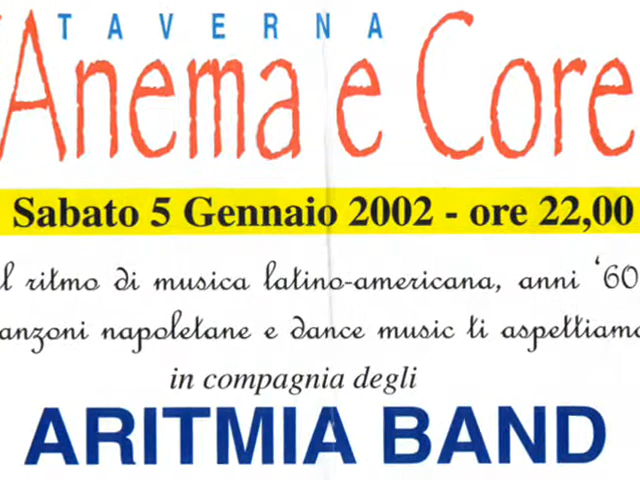 TAVERNA
Anema e Core
Sabato 5 Gennaio 2002 - ore 22,00
l ritmo di musica latino-americana, anni '60
anzoni napoletane e dance music ti aspettiamo
in compagnia degli
ARITMIA BAND